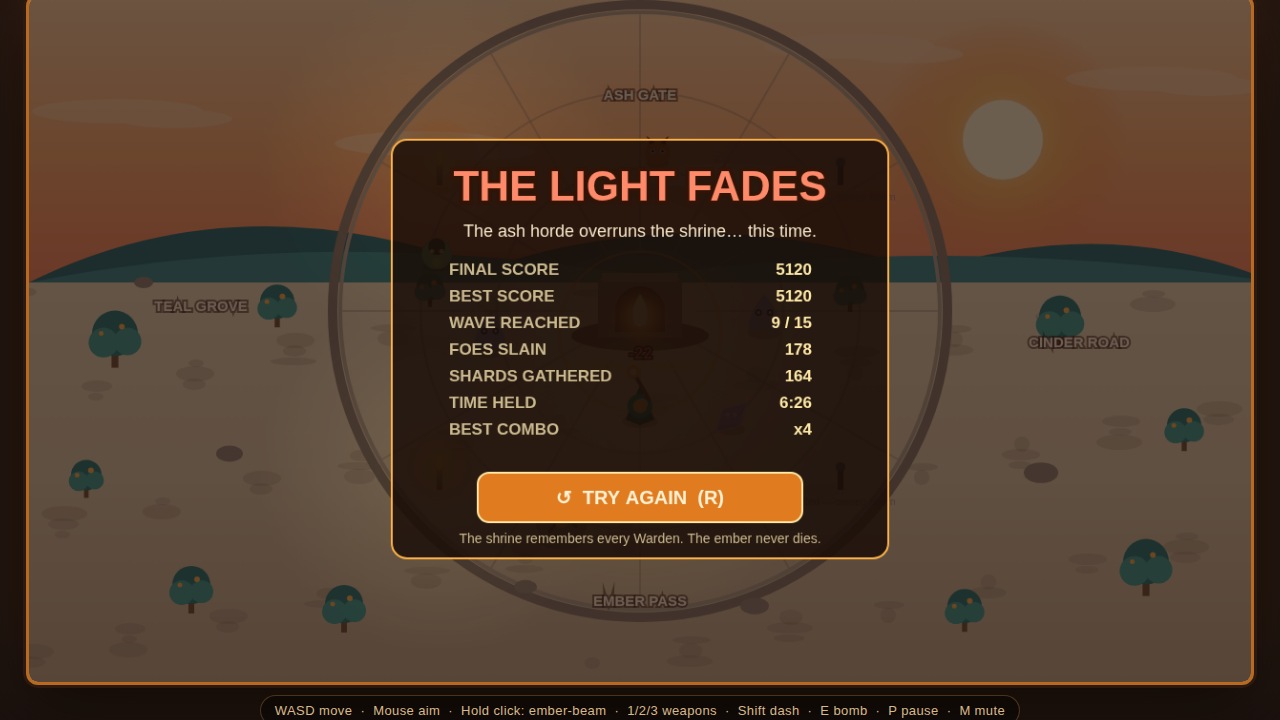 ASH GATE
THE LIGHT FADES
The ash horde overruns the shrine… this time.
FINAL SCORE 5120
BEST SCORE 5120
TEAL GROVE
WAVE REACHED 9 / 15
CINDER ROAD
FOES SLAIN 178
SHARDS GATHERED 164
TIME HELD 6:26
BEST COMBO x4
↺ TRY AGAIN (R)
The shrine remembers every Warden. The ember never dies.
EMBER PASS
WASD move · Mouse aim · Hold click: ember-beam · 1/2/3 weapons · Shift dash · E bomb · P pause · M mute